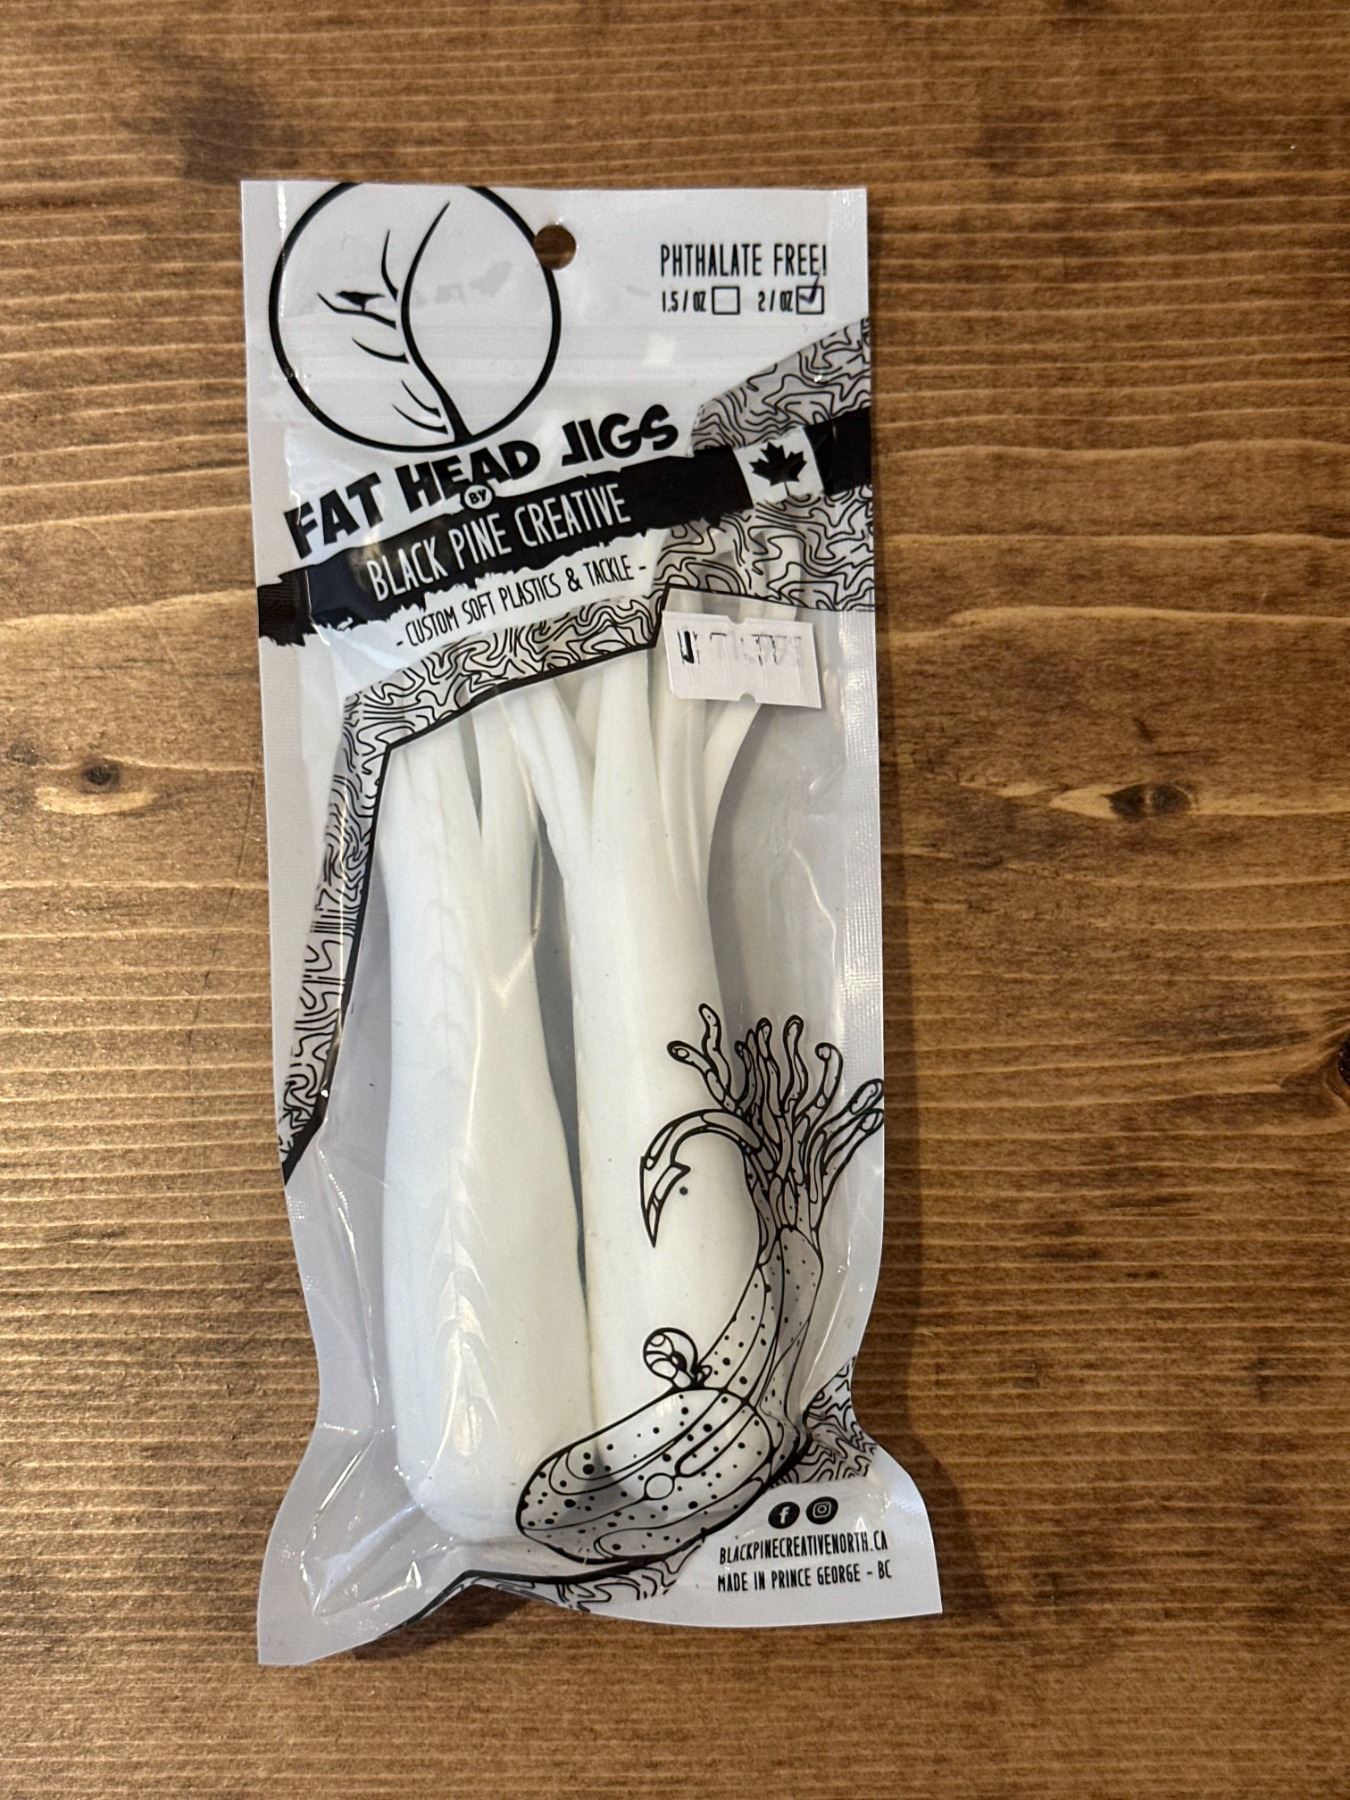 PHTHALATE FREE!
1.5/OZ 2/OZ
FAT HEAD JIGS
BY
BLACK PINE CREATIVE
- CUSTOM SOFT PLASTICS & TACKLE -
BLACKPINECREATIVENORTH.CA
MADE IN PRINCE GEORGE - BC